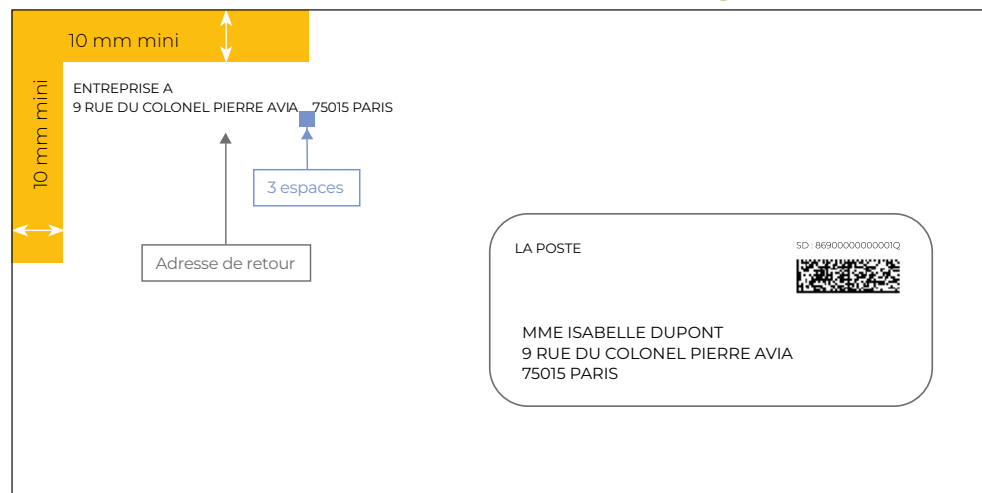 10 mm mini
10 mm mini
ENTREPRISE A
9 RUE DU COLONEL PIERRE AVIA   75015 PARIS
3 espaces
Adresse de retour
LA POSTE
SD : 86900000000001Q
MME ISABELLE DUPONT
9 RUE DU COLONEL PIERRE AVIA
75015 PARIS